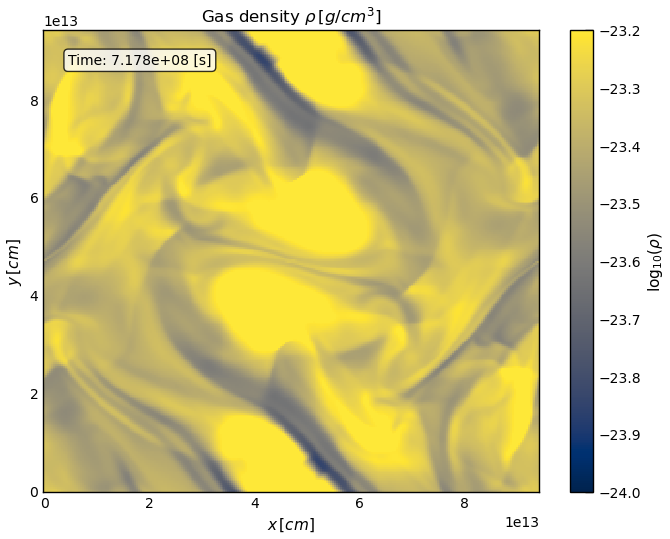 Gas density ρ [g/cm³]
1e13
Time: 7.178e+08 [s]
8
6
4
2
0
y [cm]
0 2 4 6 8
x [cm]
1e13
−23.2
−23.3
−23.4
−23.5
−23.6
−23.7
−23.8
−23.9
−24.0
log₁₀(ρ)